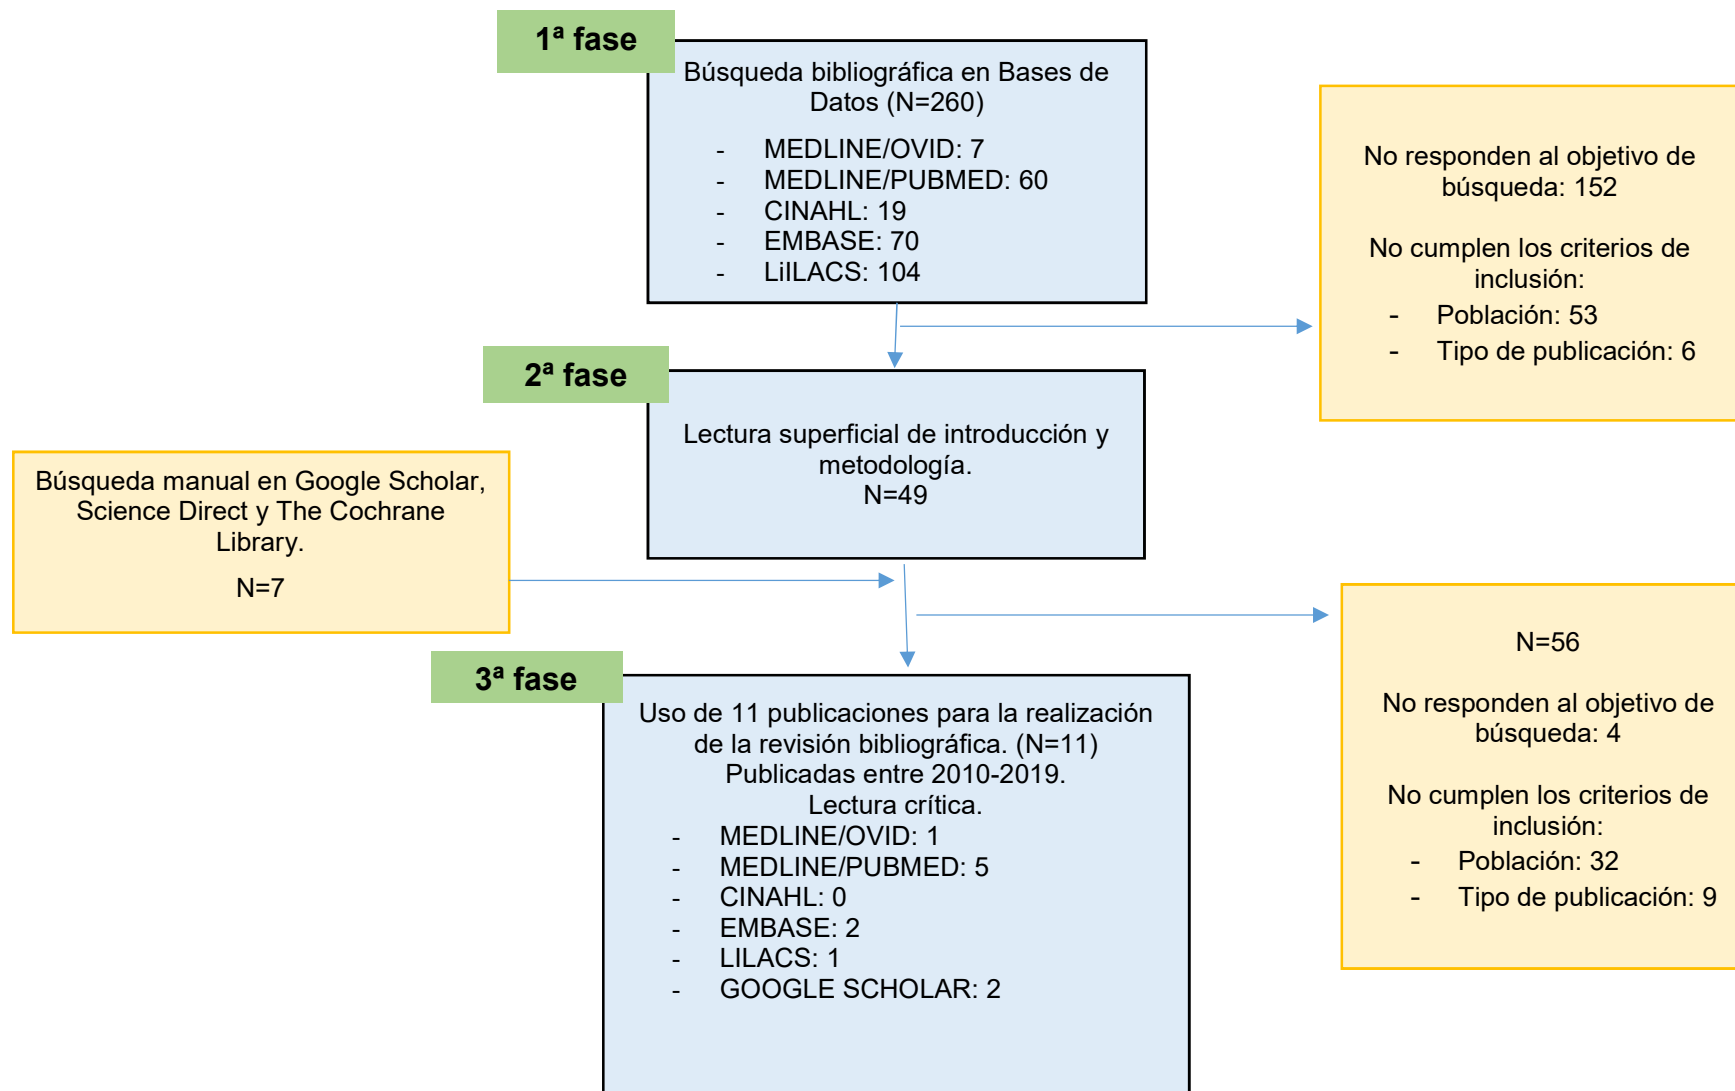 1ª fase
Búsqueda bibliográfica en Bases de
Datos (N=260)
- MEDLINE/OVID: 7
- MEDLINE/PUBMED: 60
- CINAHL: 19
- EMBASE: 70
- LiILACS: 104
No responden al objetivo de
búsqueda: 152
No cumplen los criterios de
inclusión:
- Población: 53
- Tipo de publicación: 6
2ª fase
Lectura superficial de introducción y
metodología.
N=49
Búsqueda manual en Google Scholar,
Science Direct y The Cochrane
Library.
N=7
N=56
No responden al objetivo de
búsqueda: 4
No cumplen los criterios de
inclusión:
- Población: 32
- Tipo de publicación: 9
3ª fase
Uso de 11 publicaciones para la realización
de la revisión bibliográfica. (N=11)
Publicadas entre 2010-2019.
Lectura crítica.
- MEDLINE/OVID: 1
- MEDLINE/PUBMED: 5
- CINAHL: 0
- EMBASE: 2
- LILACS: 1
- GOOGLE SCHOLAR: 2